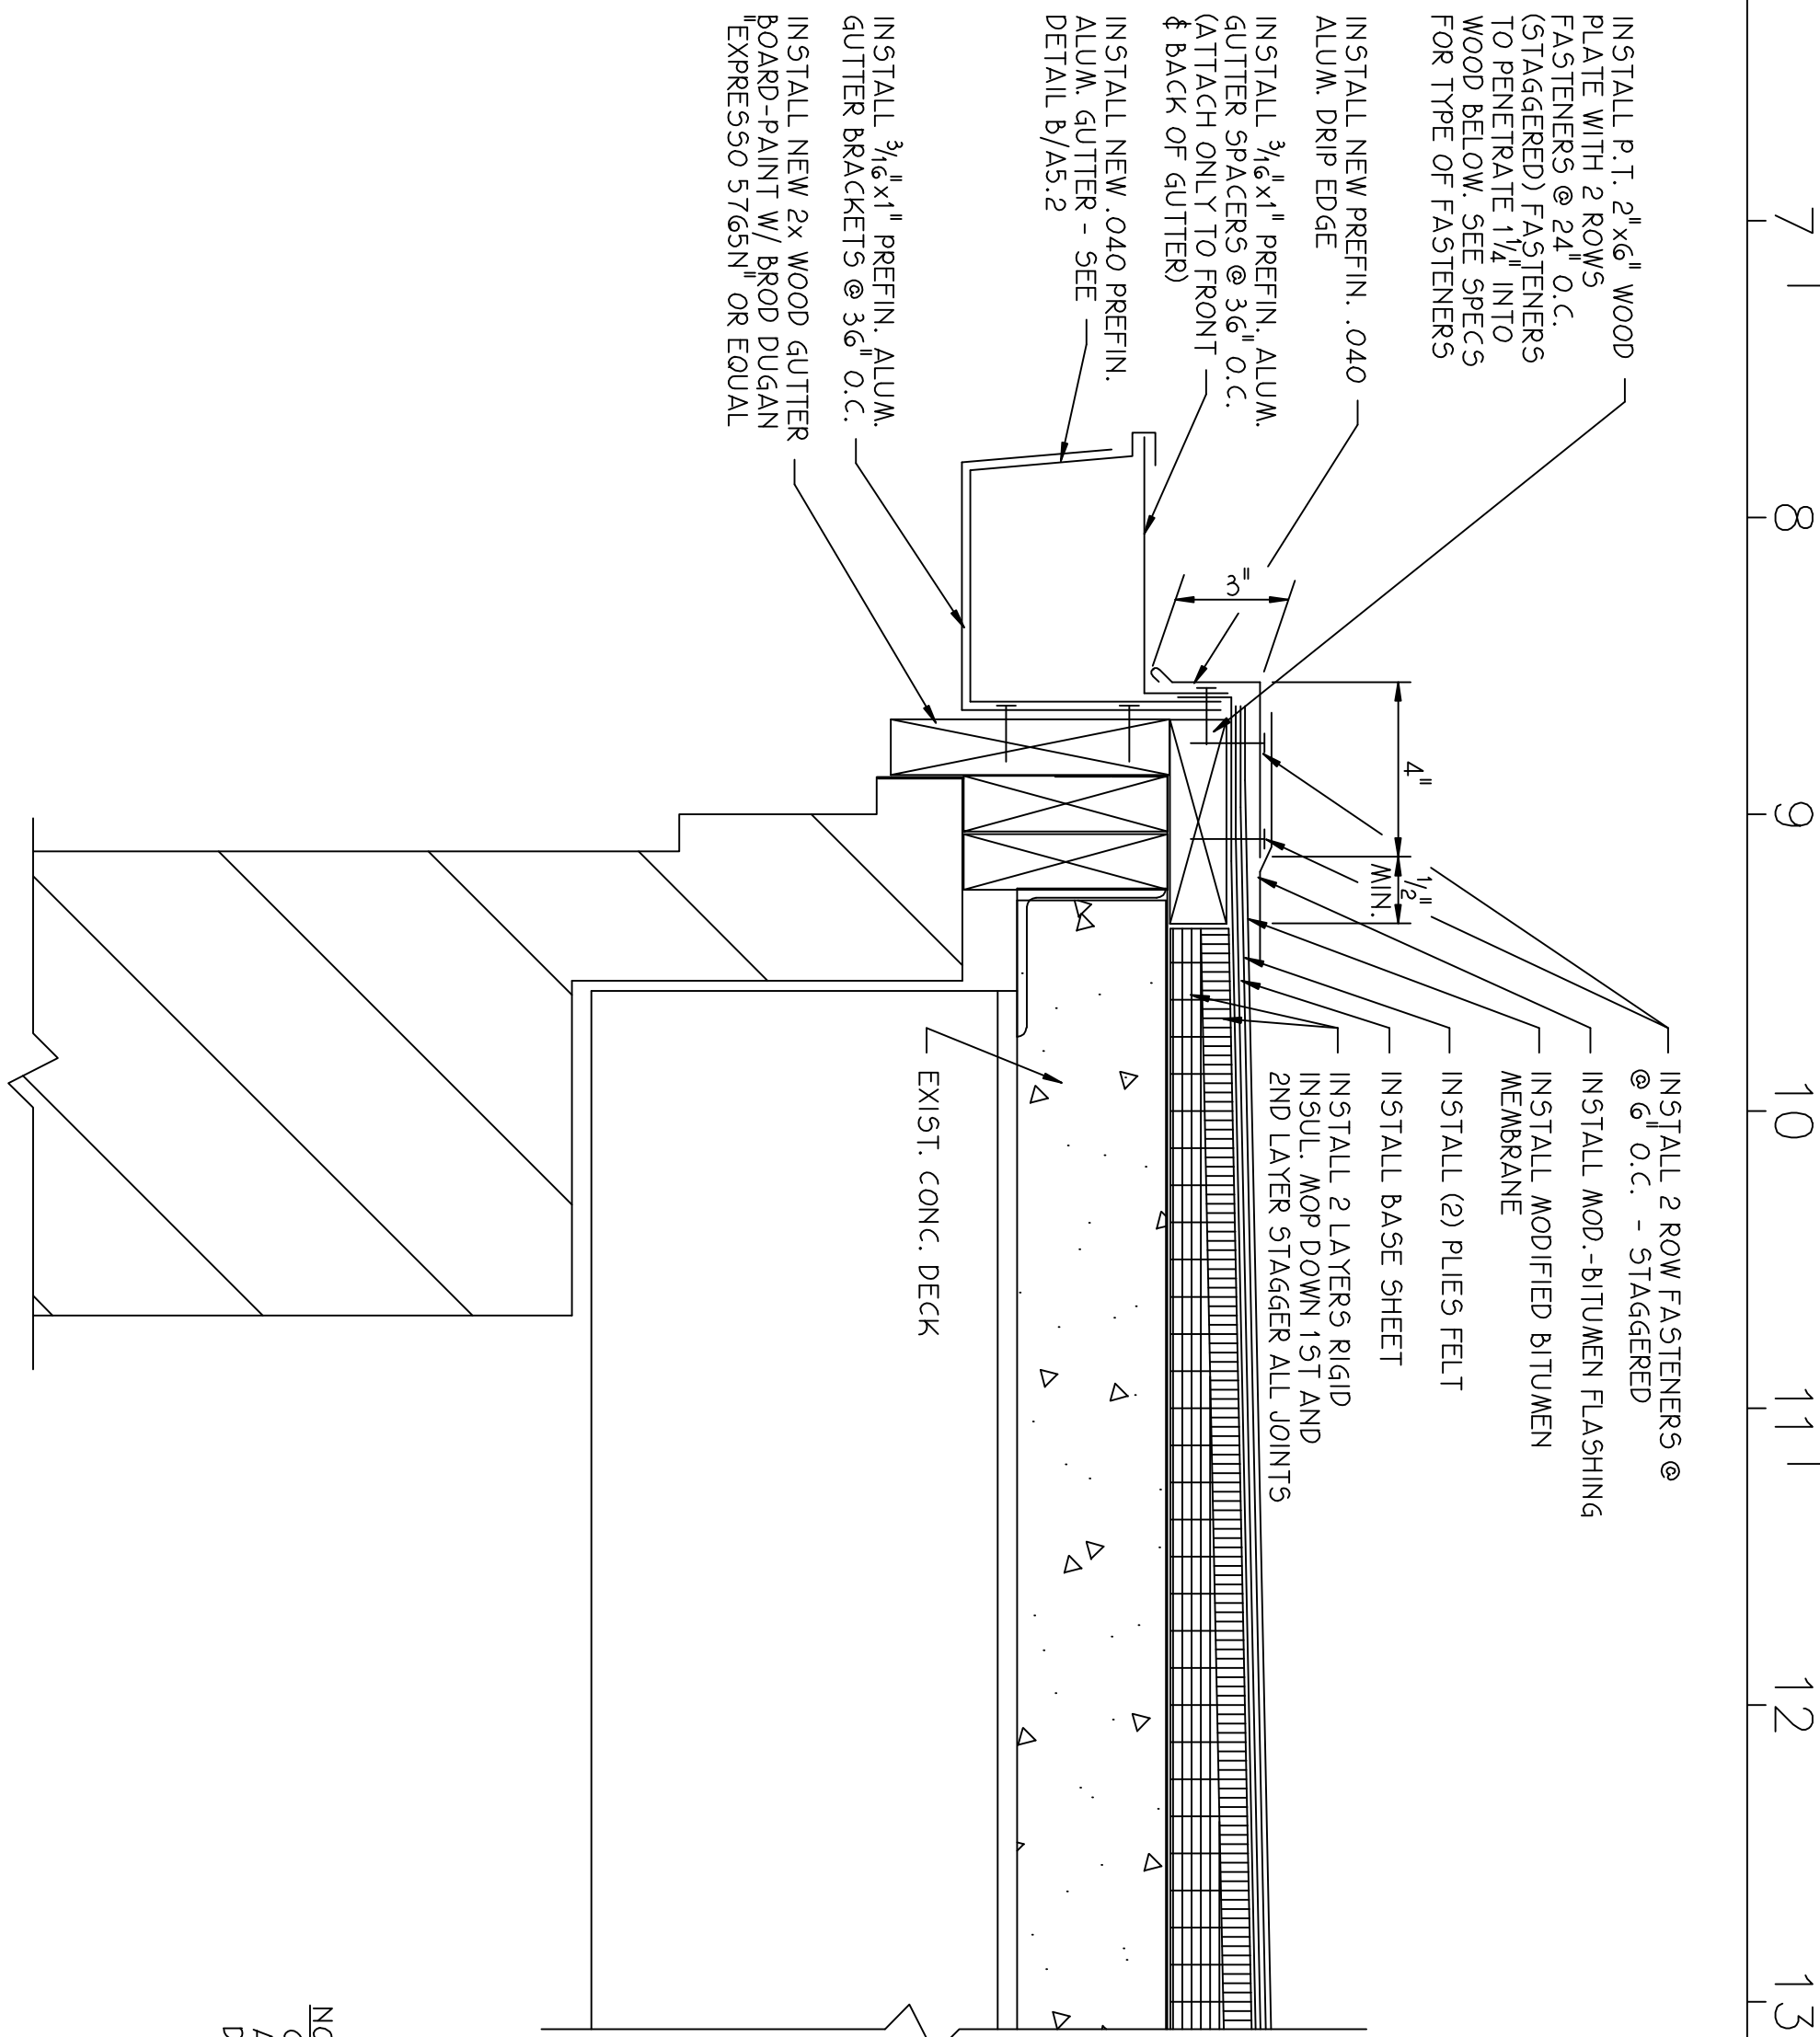 7
8
9
10
11
12
13
INSTALL P.T. 2"x6" WOOD
PLATE WITH 2 ROWS
FASTENERS @ 24" O.C.
(STAGGERED) FASTENERS
TO PENETRATE 1 1/4" INTO
WOOD BELOW. SEE SPECS
FOR TYPE OF FASTENERS
INSTALL NEW PREFIN. .040
ALUM. DRIP EDGE
INSTALL 3/16"x1" PREFIN. ALUM.
GUTTER SPACERS @ 36" O.C.
(ATTACH ONLY TO FRONT
& BACK OF GUTTER)
INSTALL NEW .040 PREFIN.
ALUM. GUTTER - SEE
DETAIL B/A5.2
INSTALL 3/16"x1" PREFIN. ALUM.
GUTTER BRACKETS @ 36" O.C.
INSTALL NEW 2x WOOD GUTTER
BOARD-PAINT W/ BROD DUGAN
"EXPRESSO 5765N" OR EQUAL
3"
4"
1/2"
MIN.
INSTALL 2 ROW FASTENERS @
@ 6" O.C. - STAGGERED
INSTALL MOD.-BITUMEN FLASHING
INSTALL MODIFIED BITUMEN
MEMBRANE
INSTALL (2) PLIES FELT
INSTALL BASE SHEET
INSTALL 2 LAYERS RIGID
INSUL. MOP DOWN 1ST AND
2ND LAYER STAGGER ALL JOINTS
EXIST. CONC. DECK